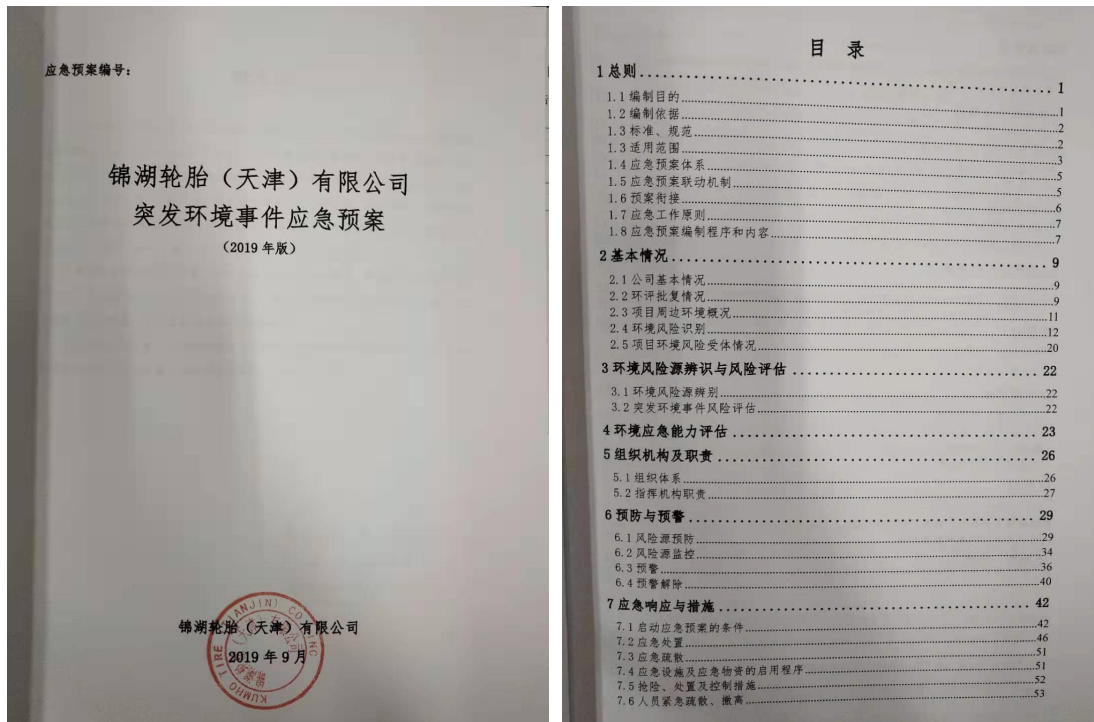 应急预案编号：
锦湖轮胎（天津）有限公司
突发环境事件应急预案
（2019年版）
锦湖轮胎（天津）有限公司
2019年9月
KUMHO TIRE (TIANJIN) CO., INC
目 录
1 总则 1
1.1 编制目的 1
1.2 编制依据 2
1.3 标准、规范 2
1.3 适用范围 3
1.4 应急预案体系 5
1.5 应急预案联动机制 5
1.6 预案衔接 6
1.7 应急工作原则 7
1.8 应急预案编制程序和内容 7
2 基本情况 9
2.1 公司基本情况 9
2.2 环评批复情况 9
2.3 项目周边环境概况 11
2.4 环境风险识别 12
2.5 项目环境风险受体情况 20
3 环境风险源辨识与风险评估 22
3.1 环境风险源辨别 22
3.2 突发环境事件风险评估 22
4 环境应急能力评估 23
5 组织机构及职责 26
5.1 组织体系 26
5.2 指挥机构职责 27
6 预防与预警 29
6.1 风险源预防 29
6.2 风险源监控 34
6.3 预警 36
6.4 预警解除 40
7 应急响应与措施 42
7.1 启动应急预案的条件 42
7.2 应急处置 46
7.3 应急疏散 51
7.4 应急设施及应急物资的启用程序 51
7.5 抢险、处置及控制措施 52
7.6 人员紧急疏散、撤离 53